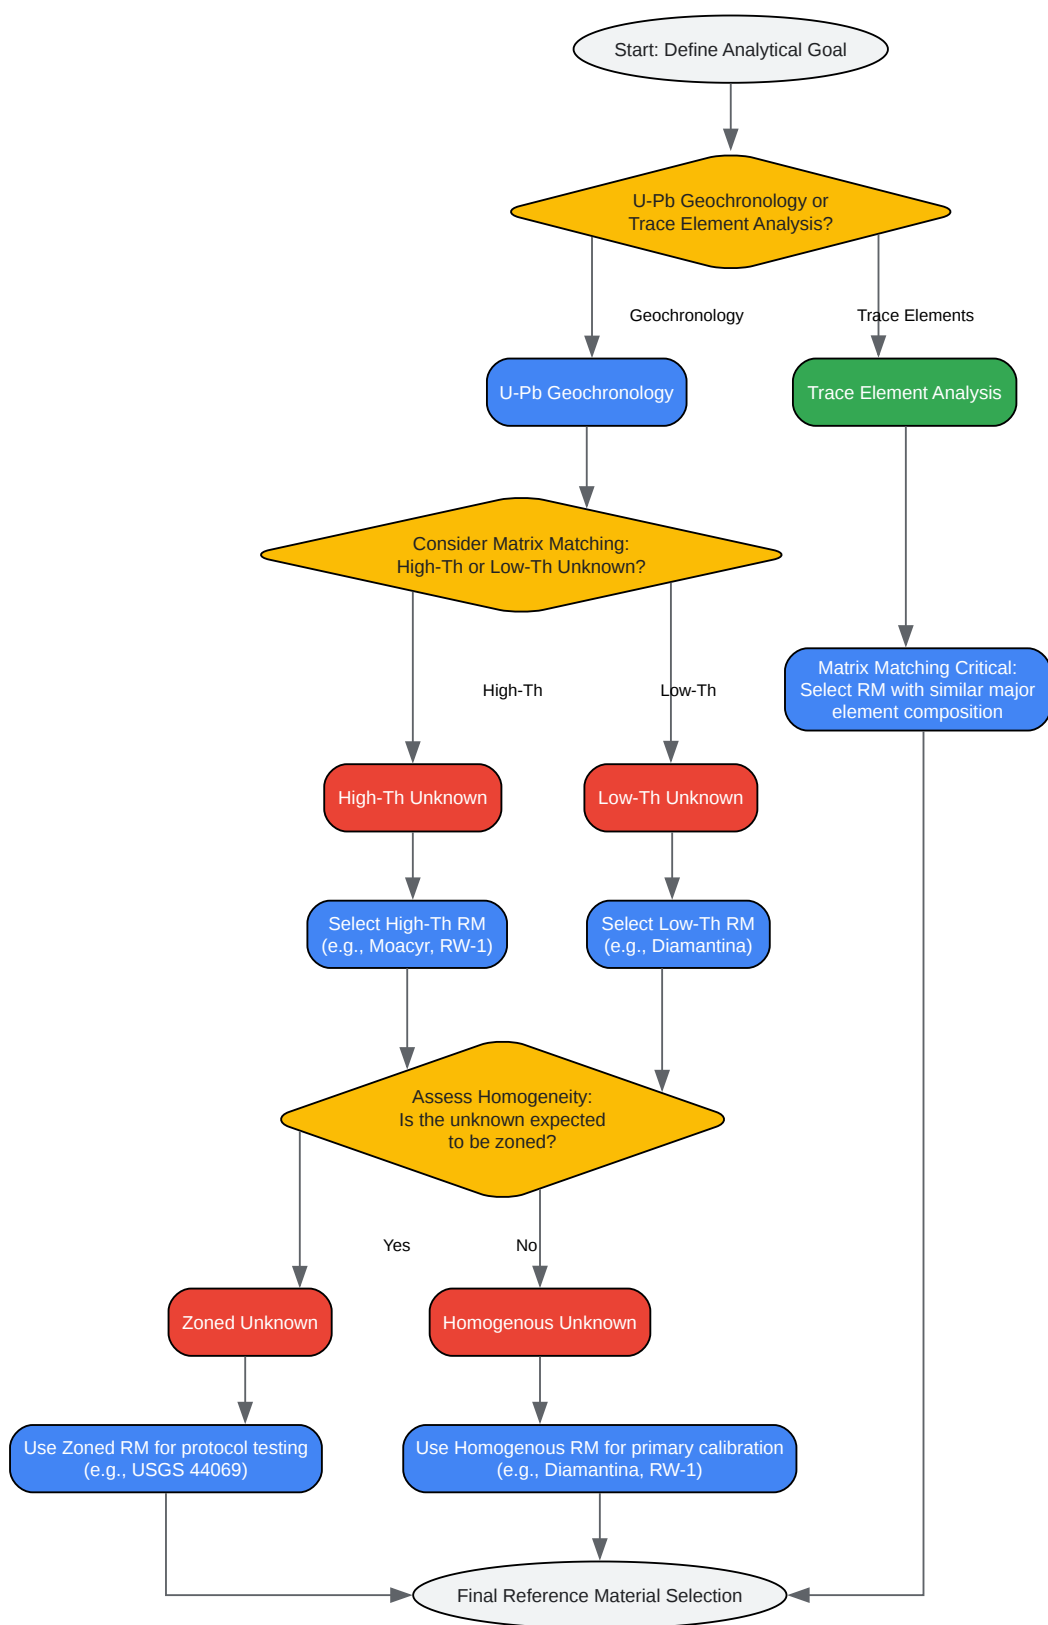 Start: Define Analytical Goal
U-Pb Geochronology or
Trace Element Analysis?
Geochronology
Trace Elements
U-Pb Geochronology
Trace Element Analysis
Consider Matrix Matching:
High-Th or Low-Th Unknown?
Matrix Matching Critical:
Select RM with similar major
element composition
High-Th
Low-Th
High-Th Unknown
Low-Th Unknown
Select High-Th RM
(e.g., Moacyr, RW-1)
Select Low-Th RM
(e.g., Diamantina)
Assess Homogeneity:
Is the unknown expected
to be zoned?
Yes
No
Zoned Unknown
Homogenous Unknown
Use Zoned RM for protocol testing
(e.g., USGS 44069)
Use Homogenous RM for primary calibration
(e.g., Diamantina, RW-1)
Final Reference Material Selection